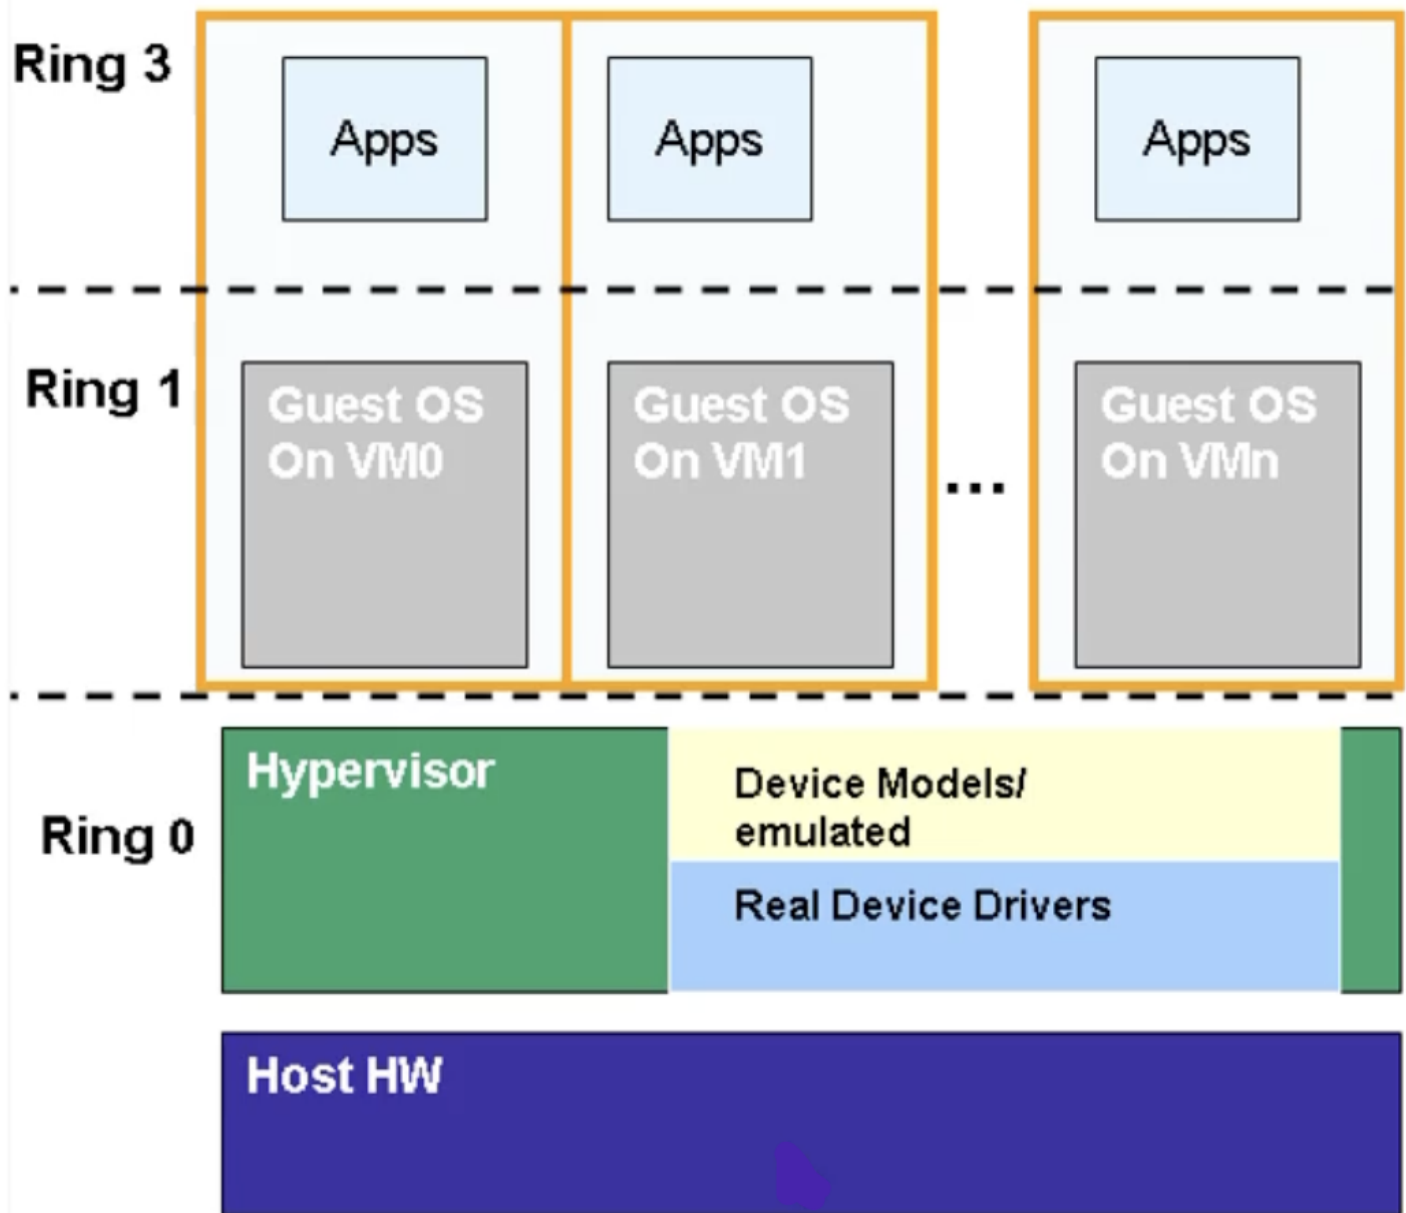 Ring 3
Apps
Apps
Apps
Ring 1
Guest OS
On VM0
Guest OS
On VM1
...
Guest OS
On VMn
Ring 0
Hypervisor
Device Models/
emulated
Real Device Drivers
Host HW